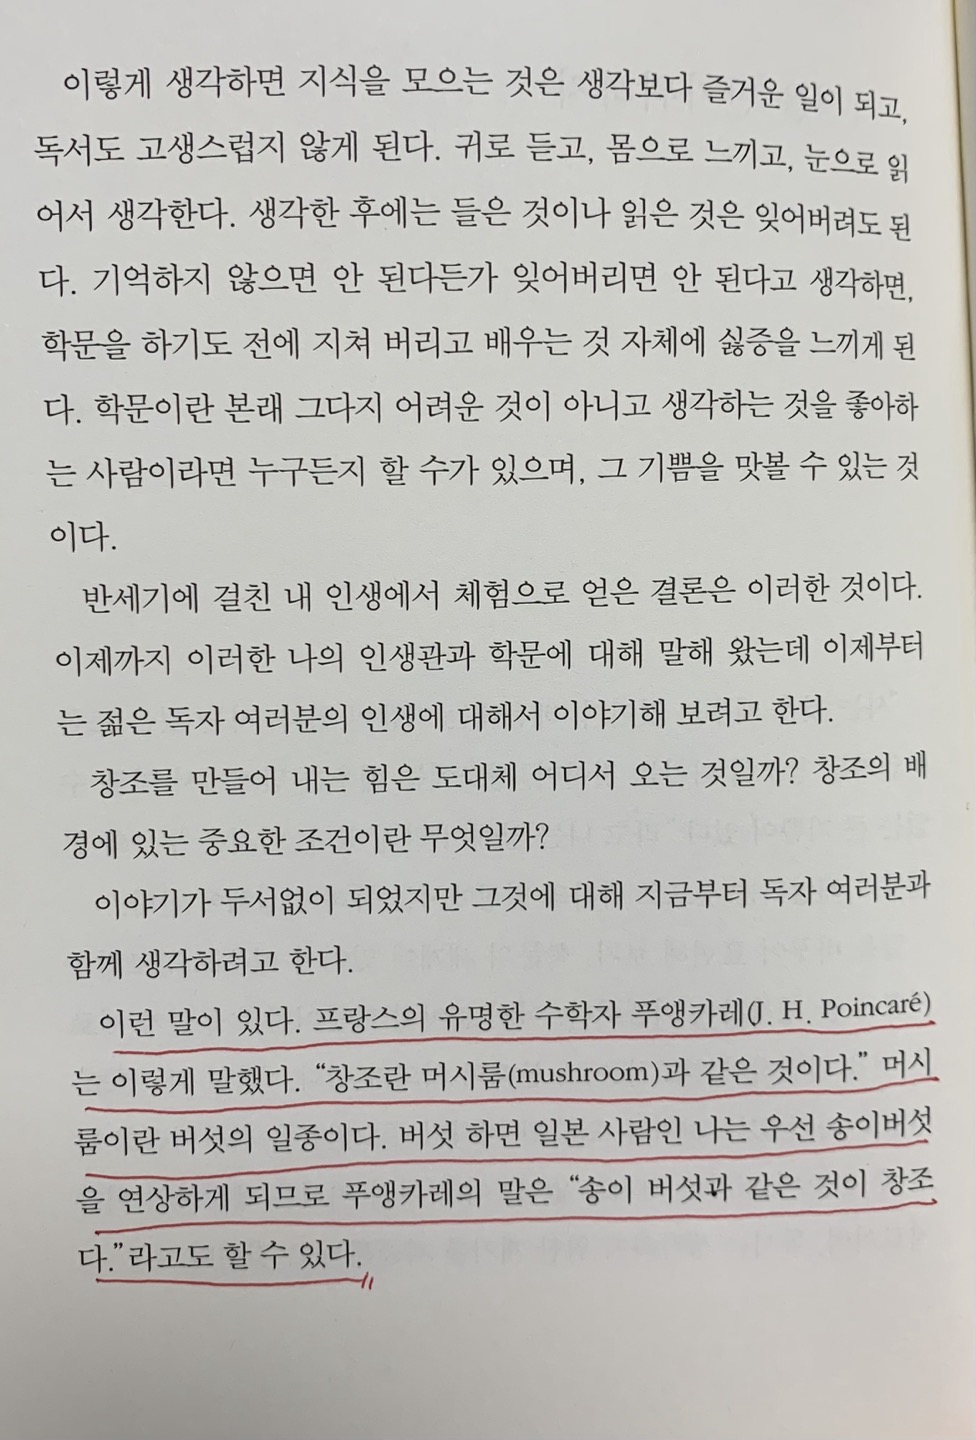 이렇게 생각하면 지식을 모으는 것은 생각보다 즐거운 일이 되고,
독서도 고생스럽지 않게 된다. 귀로 듣고, 몸으로 느끼고, 눈으로 읽
어서 생각한다. 생각한 후에는 들은 것이나 읽은 것은 잊어버려도 된
다. 기억하지 않으면 안 된다든가 잊어버리면 안 된다고 생각하면,
학문을 하기도 전에 지쳐 버리고 배우는 것 자체에 싫증을 느끼게 된
다. 학문이란 본래 그다지 어려운 것이 아니고 생각하는 것을 좋아하
는 사람이라면 누구든지 할 수가 있으며, 그 기쁨을 맛볼 수 있는 것
이다.
반세기에 걸친 내 인생에서 체험으로 얻은 결론은 이러한 것이다.
이제까지 이러한 나의 인생관과 학문에 대해 말해 왔는데 이제부터
는 젊은 독자 여러분의 인생에 대해서 이야기해 보려고 한다.
창조를 만들어 내는 힘은 도대체 어디서 오는 것일까? 창조의 배
경에 있는 중요한 조건이란 무엇일까?
이야기가 두서없이 되었지만 그것에 대해 지금부터 독자 여러분과
함께 생각하려고 한다.
이런 말이 있다. 프랑스의 유명한 수학자 푸앵카레(J. H. Poincaré)
는 이렇게 말했다. “창조란 머시룸(mushroom)과 같은 것이다.” 머시
룸이란 버섯의 일종이다. 버섯 하면 일본 사람인 나는 우선 송이버섯
을 연상하게 되므로 푸앵카레의 말은 “송이 버섯과 같은 것이 창조
다.”라고도 할 수 있다.